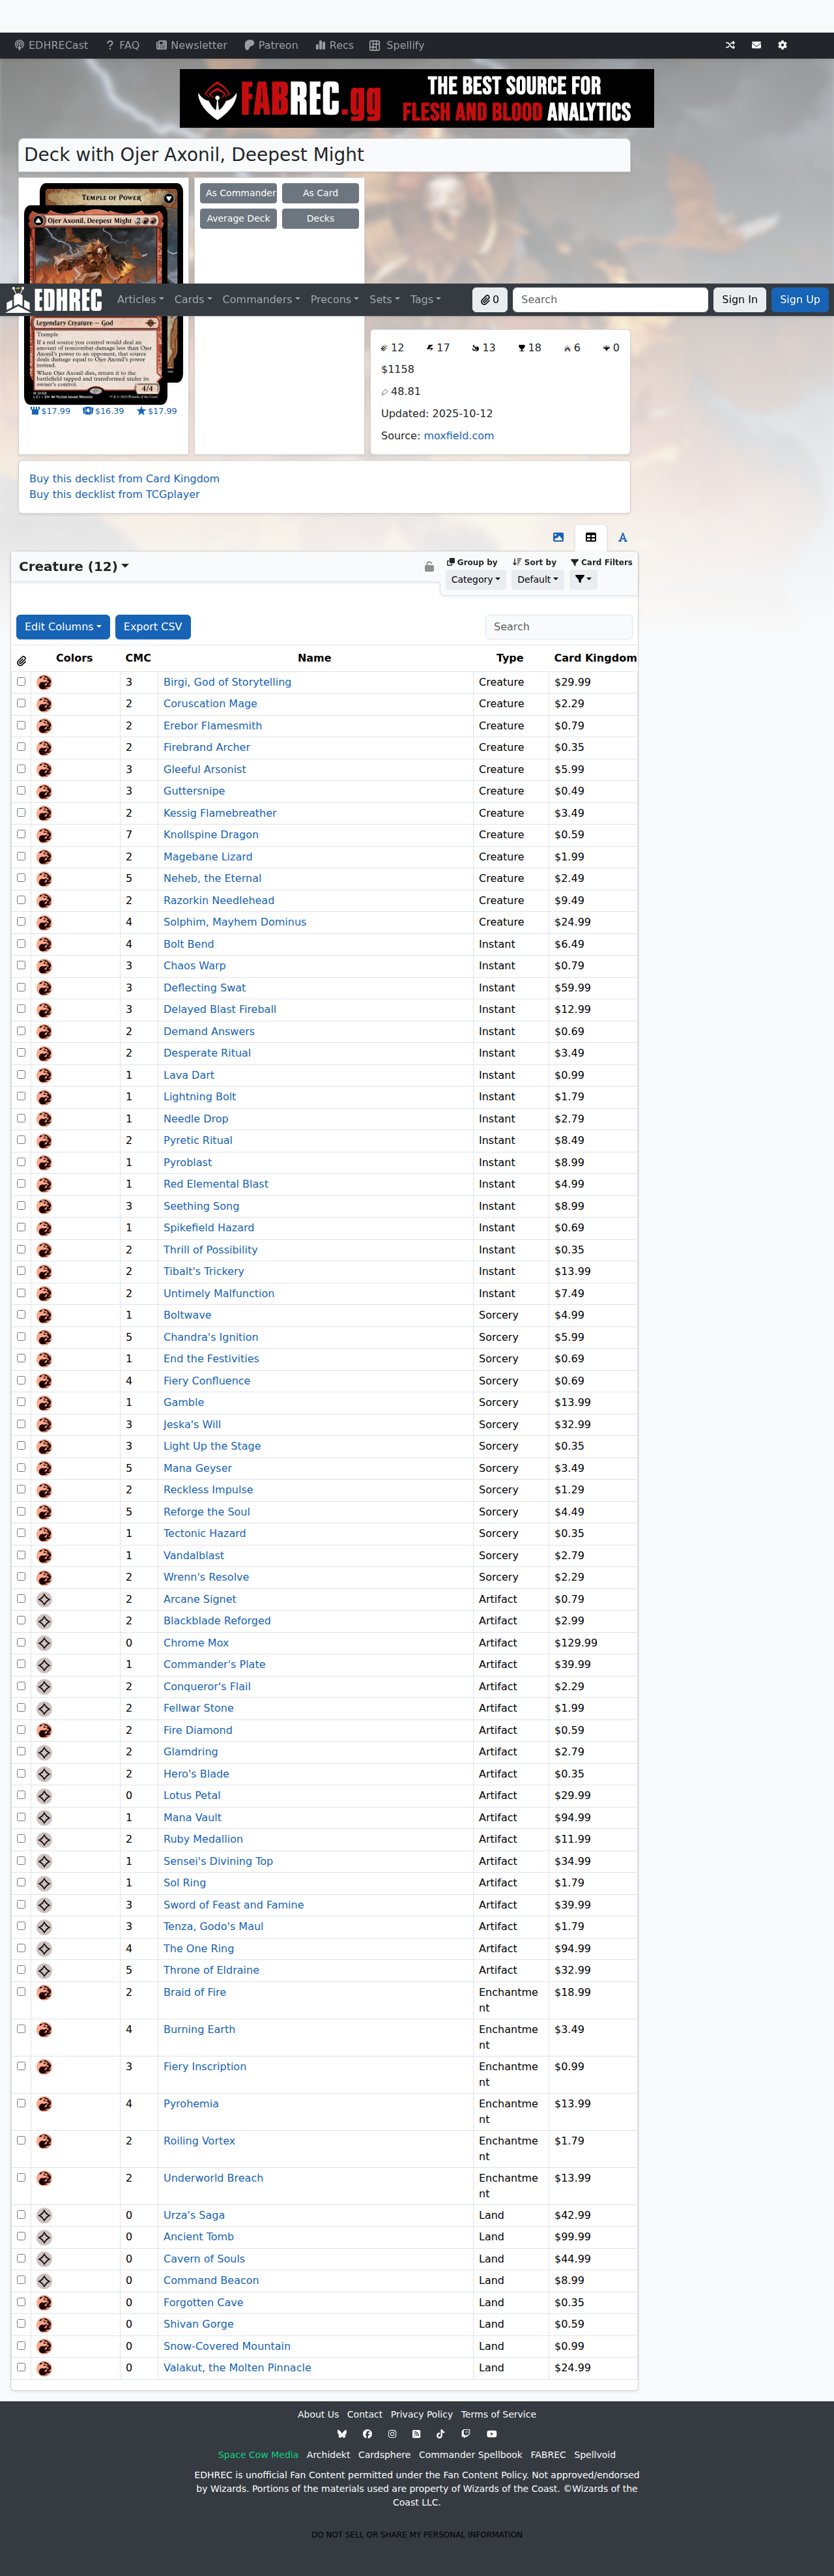 EDHRECast FAQ Newsletter Patreon Recs Spellify
FABREC.gg THE BEST SOURCE FOR FLESH AND BLOOD ANALYTICS
Deck with Ojer Axonil, Deepest Might
TEMPLE OF POWER
Ojer Axonil, Deepest Might
As Commander As Card
Average Deck Decks
EDHREC Articles Cards Commanders Precons Sets Tags 0 Search Sign In Sign Up
Legendary Creature — God
Trample
If a red source you control would deal an amount of noncombat damage less than Ojer Axonil's power to an opponent, that source deals damage equal to Ojer Axonil's power instead.
When Ojer Axonil dies, return it to the battlefield tapped and transformed under its owner's control.
4/4
$17.99 $16.39 $17.99
12 17 13 18 6 0
$1158
48.81
Updated: 2025-10-12
Source: moxfield.com
Buy this decklist from Card Kingdom
Buy this decklist from TCGplayer
Creature (12)
Group by Sort by Card Filters
Category Default
Edit Columns Export CSV Search
Colors CMC Name Type Card Kingdom
3 Birgi, God of Storytelling Creature $29.99
2 Coruscation Mage Creature $2.29
2 Erebor Flamesmith Creature $0.79
2 Firebrand Archer Creature $0.35
3 Gleeful Arsonist Creature $5.99
3 Guttersnipe Creature $0.49
2 Kessig Flamebreather Creature $3.49
7 Knollspine Dragon Creature $0.59
2 Magebane Lizard Creature $1.99
5 Neheb, the Eternal Creature $2.49
2 Razorkin Needlehead Creature $9.49
4 Solphim, Mayhem Dominus Creature $24.99
4 Bolt Bend Instant $6.49
3 Chaos Warp Instant $0.79
3 Deflecting Swat Instant $59.99
3 Delayed Blast Fireball Instant $12.99
2 Demand Answers Instant $0.69
2 Desperate Ritual Instant $3.49
1 Lava Dart Instant $0.99
1 Lightning Bolt Instant $1.79
1 Needle Drop Instant $2.79
2 Pyretic Ritual Instant $8.49
1 Pyroblast Instant $8.99
1 Red Elemental Blast Instant $4.99
3 Seething Song Instant $8.99
1 Spikefield Hazard Instant $0.69
2 Thrill of Possibility Instant $0.35
2 Tibalt's Trickery Instant $13.99
2 Untimely Malfunction Instant $7.49
1 Boltwave Sorcery $4.99
5 Chandra's Ignition Sorcery $5.99
1 End the Festivities Sorcery $0.69
4 Fiery Confluence Sorcery $0.69
1 Gamble Sorcery $13.99
3 Jeska's Will Sorcery $32.99
3 Light Up the Stage Sorcery $0.35
5 Mana Geyser Sorcery $3.49
2 Reckless Impulse Sorcery $1.29
5 Reforge the Soul Sorcery $4.49
1 Tectonic Hazard Sorcery $0.35
1 Vandalblast Sorcery $2.79
2 Wrenn's Resolve Sorcery $2.29
2 Arcane Signet Artifact $0.79
2 Blackblade Reforged Artifact $2.99
0 Chrome Mox Artifact $129.99
1 Commander's Plate Artifact $39.99
2 Conqueror's Flail Artifact $2.29
2 Fellwar Stone Artifact $1.99
2 Fire Diamond Artifact $0.59
2 Glamdring Artifact $2.79
2 Hero's Blade Artifact $0.35
0 Lotus Petal Artifact $29.99
1 Mana Vault Artifact $94.99
2 Ruby Medallion Artifact $11.99
1 Sensei's Divining Top Artifact $34.99
1 Sol Ring Artifact $1.79
3 Sword of Feast and Famine Artifact $39.99
3 Tenza, Godo's Maul Artifact $1.79
4 The One Ring Artifact $94.99
5 Throne of Eldraine Artifact $32.99
2 Braid of Fire Enchantment $18.99
4 Burning Earth Enchantment $3.49
3 Fiery Inscription Enchantment $0.99
4 Pyrohemia Enchantment $13.99
2 Roiling Vortex Enchantment $1.79
2 Underworld Breach Enchantment $13.99
0 Urza's Saga Land $42.99
0 Ancient Tomb Land $99.99
0 Cavern of Souls Land $44.99
0 Command Beacon Land $8.99
0 Forgotten Cave Land $0.35
0 Shivan Gorge Land $0.59
0 Snow-Covered Mountain Land $0.99
0 Valakut, the Molten Pinnacle Land $24.99
About Us Contact Privacy Policy Terms of Service
Space Cow Media Archidekt Cardsphere Commander Spellbook FABREC Spellvoid
EDHREC is unofficial Fan Content permitted under the Fan Content Policy. Not approved/endorsed
by Wizards. Portions of the materials used are property of Wizards of the Coast. ©Wizards of the
Coast LLC.
DO NOT SELL OR SHARE MY PERSONAL INFORMATION